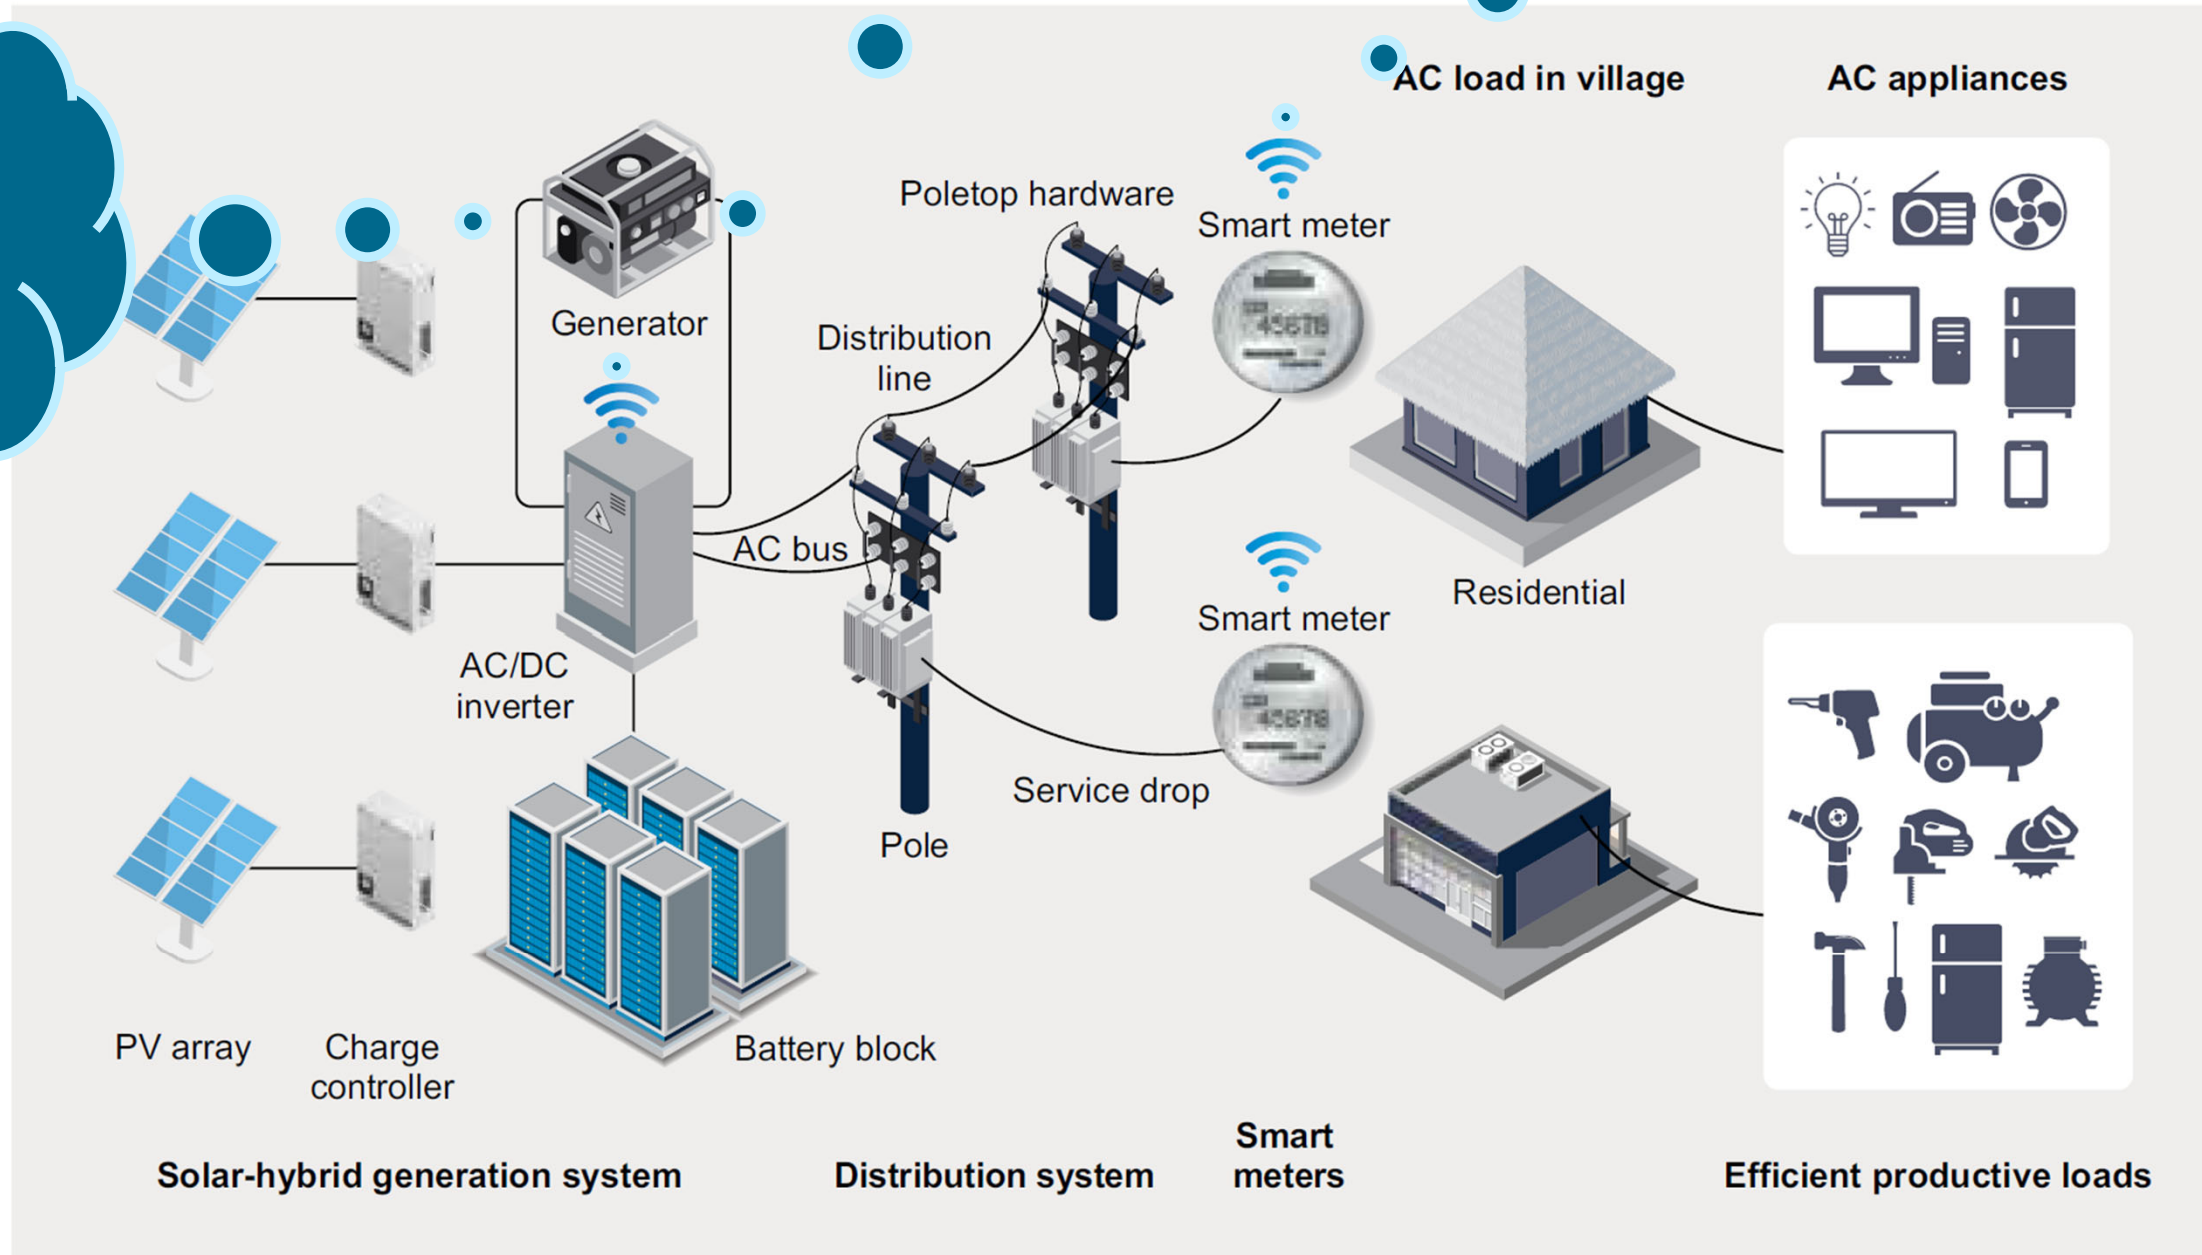 AC load in village
AC appliances
Poletop hardware
Smart meter
Generator
Distribution
line
AC bus
Residential
Smart meter
AC/DC
inverter
Service drop
Pole
PV array
Charge
controller
Battery block
Solar-hybrid generation system
Distribution system
Smart
meters
Efficient productive loads